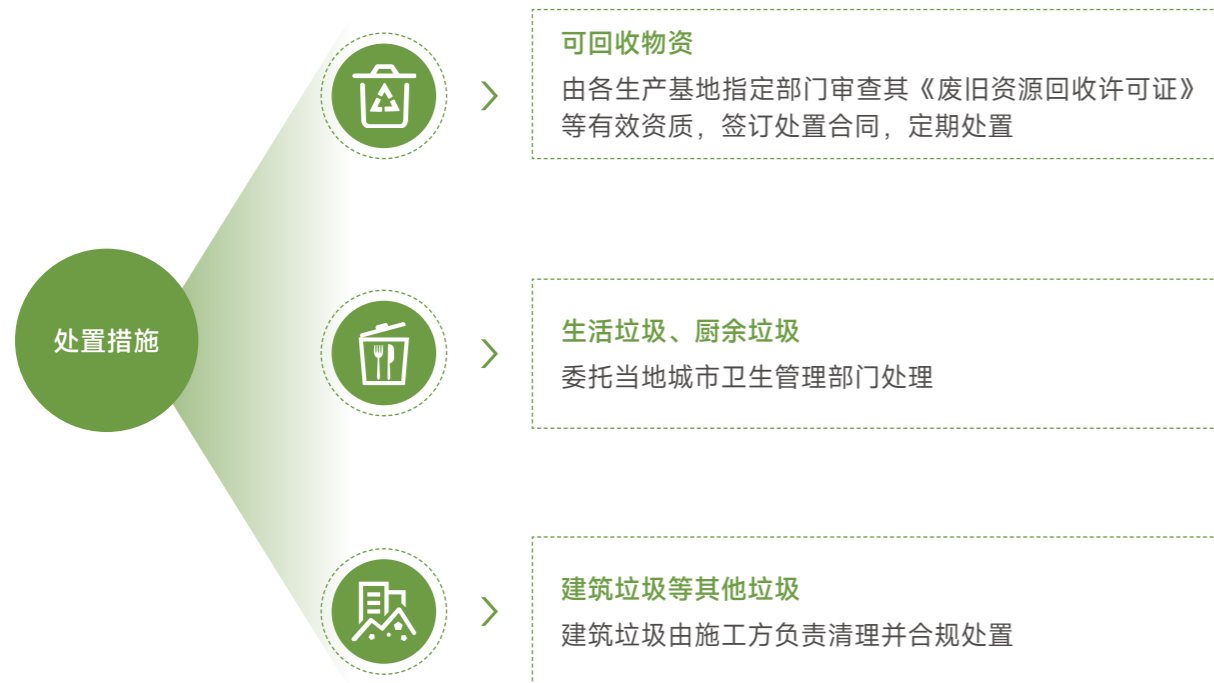 处置措施
可回收物资
由各生产基地指定部门审查其《废旧资源回收许可证》
等有效资质，签订处置合同，定期处置
生活垃圾、厨余垃圾
委托当地城市卫生管理部门处理
建筑垃圾等其他垃圾
建筑垃圾由施工方负责清理并合规处置